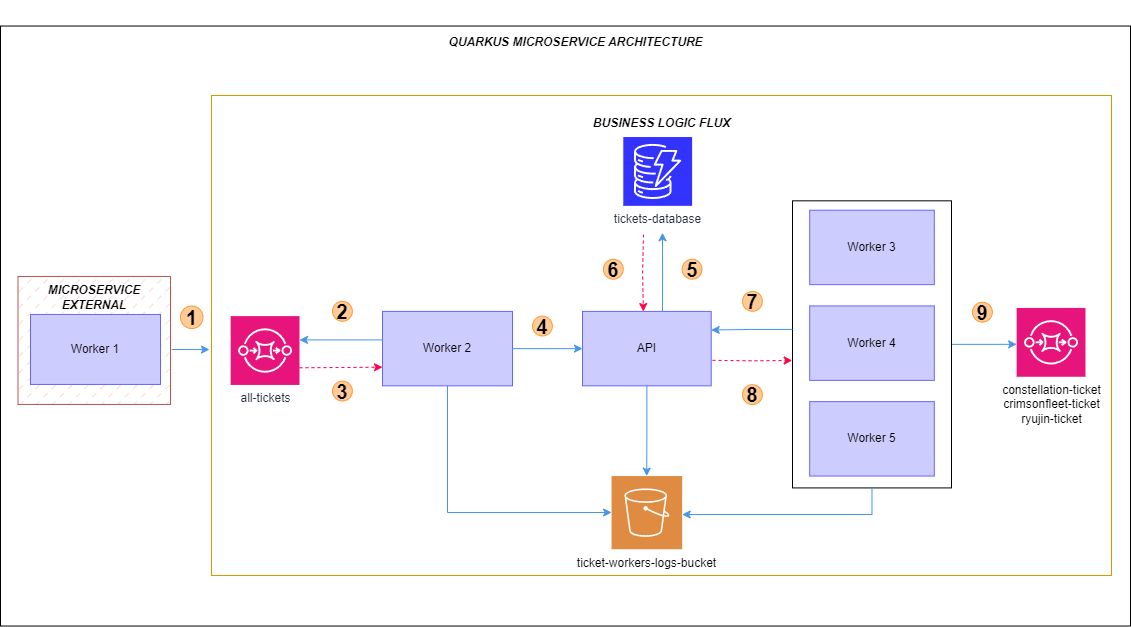 QUARKUS MICROSERVICE ARCHITECTURE
BUSINESS LOGIC FLUX
tickets-database
MICROSERVICE
EXTERNAL
Worker 1
1
all-tickets
2
3
Worker 2
4
6
5
API
7
8
Worker 3
Worker 4
Worker 5
9
constellation-ticket
crimsonfleet-ticket
ryujin-ticket
ticket-workers-logs-bucket